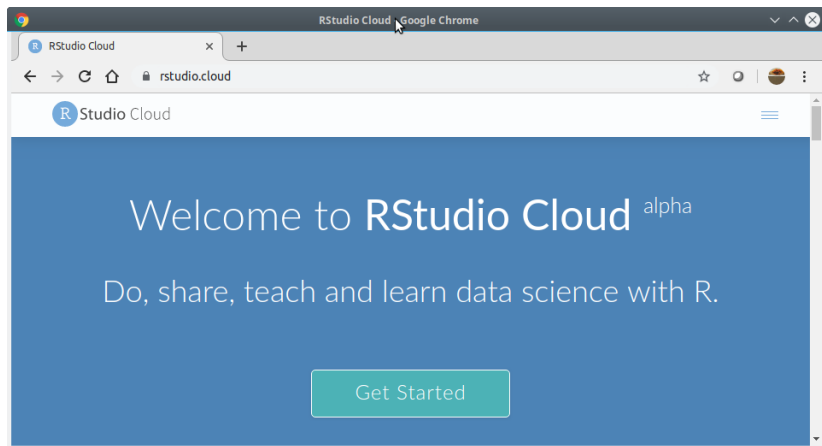 RStudio Cloud - Google Chrome
RStudio Cloud
rstudio.cloud
R Studio Cloud
Welcome to RStudio Cloud alpha
Do, share, teach and learn data science with R.
Get Started